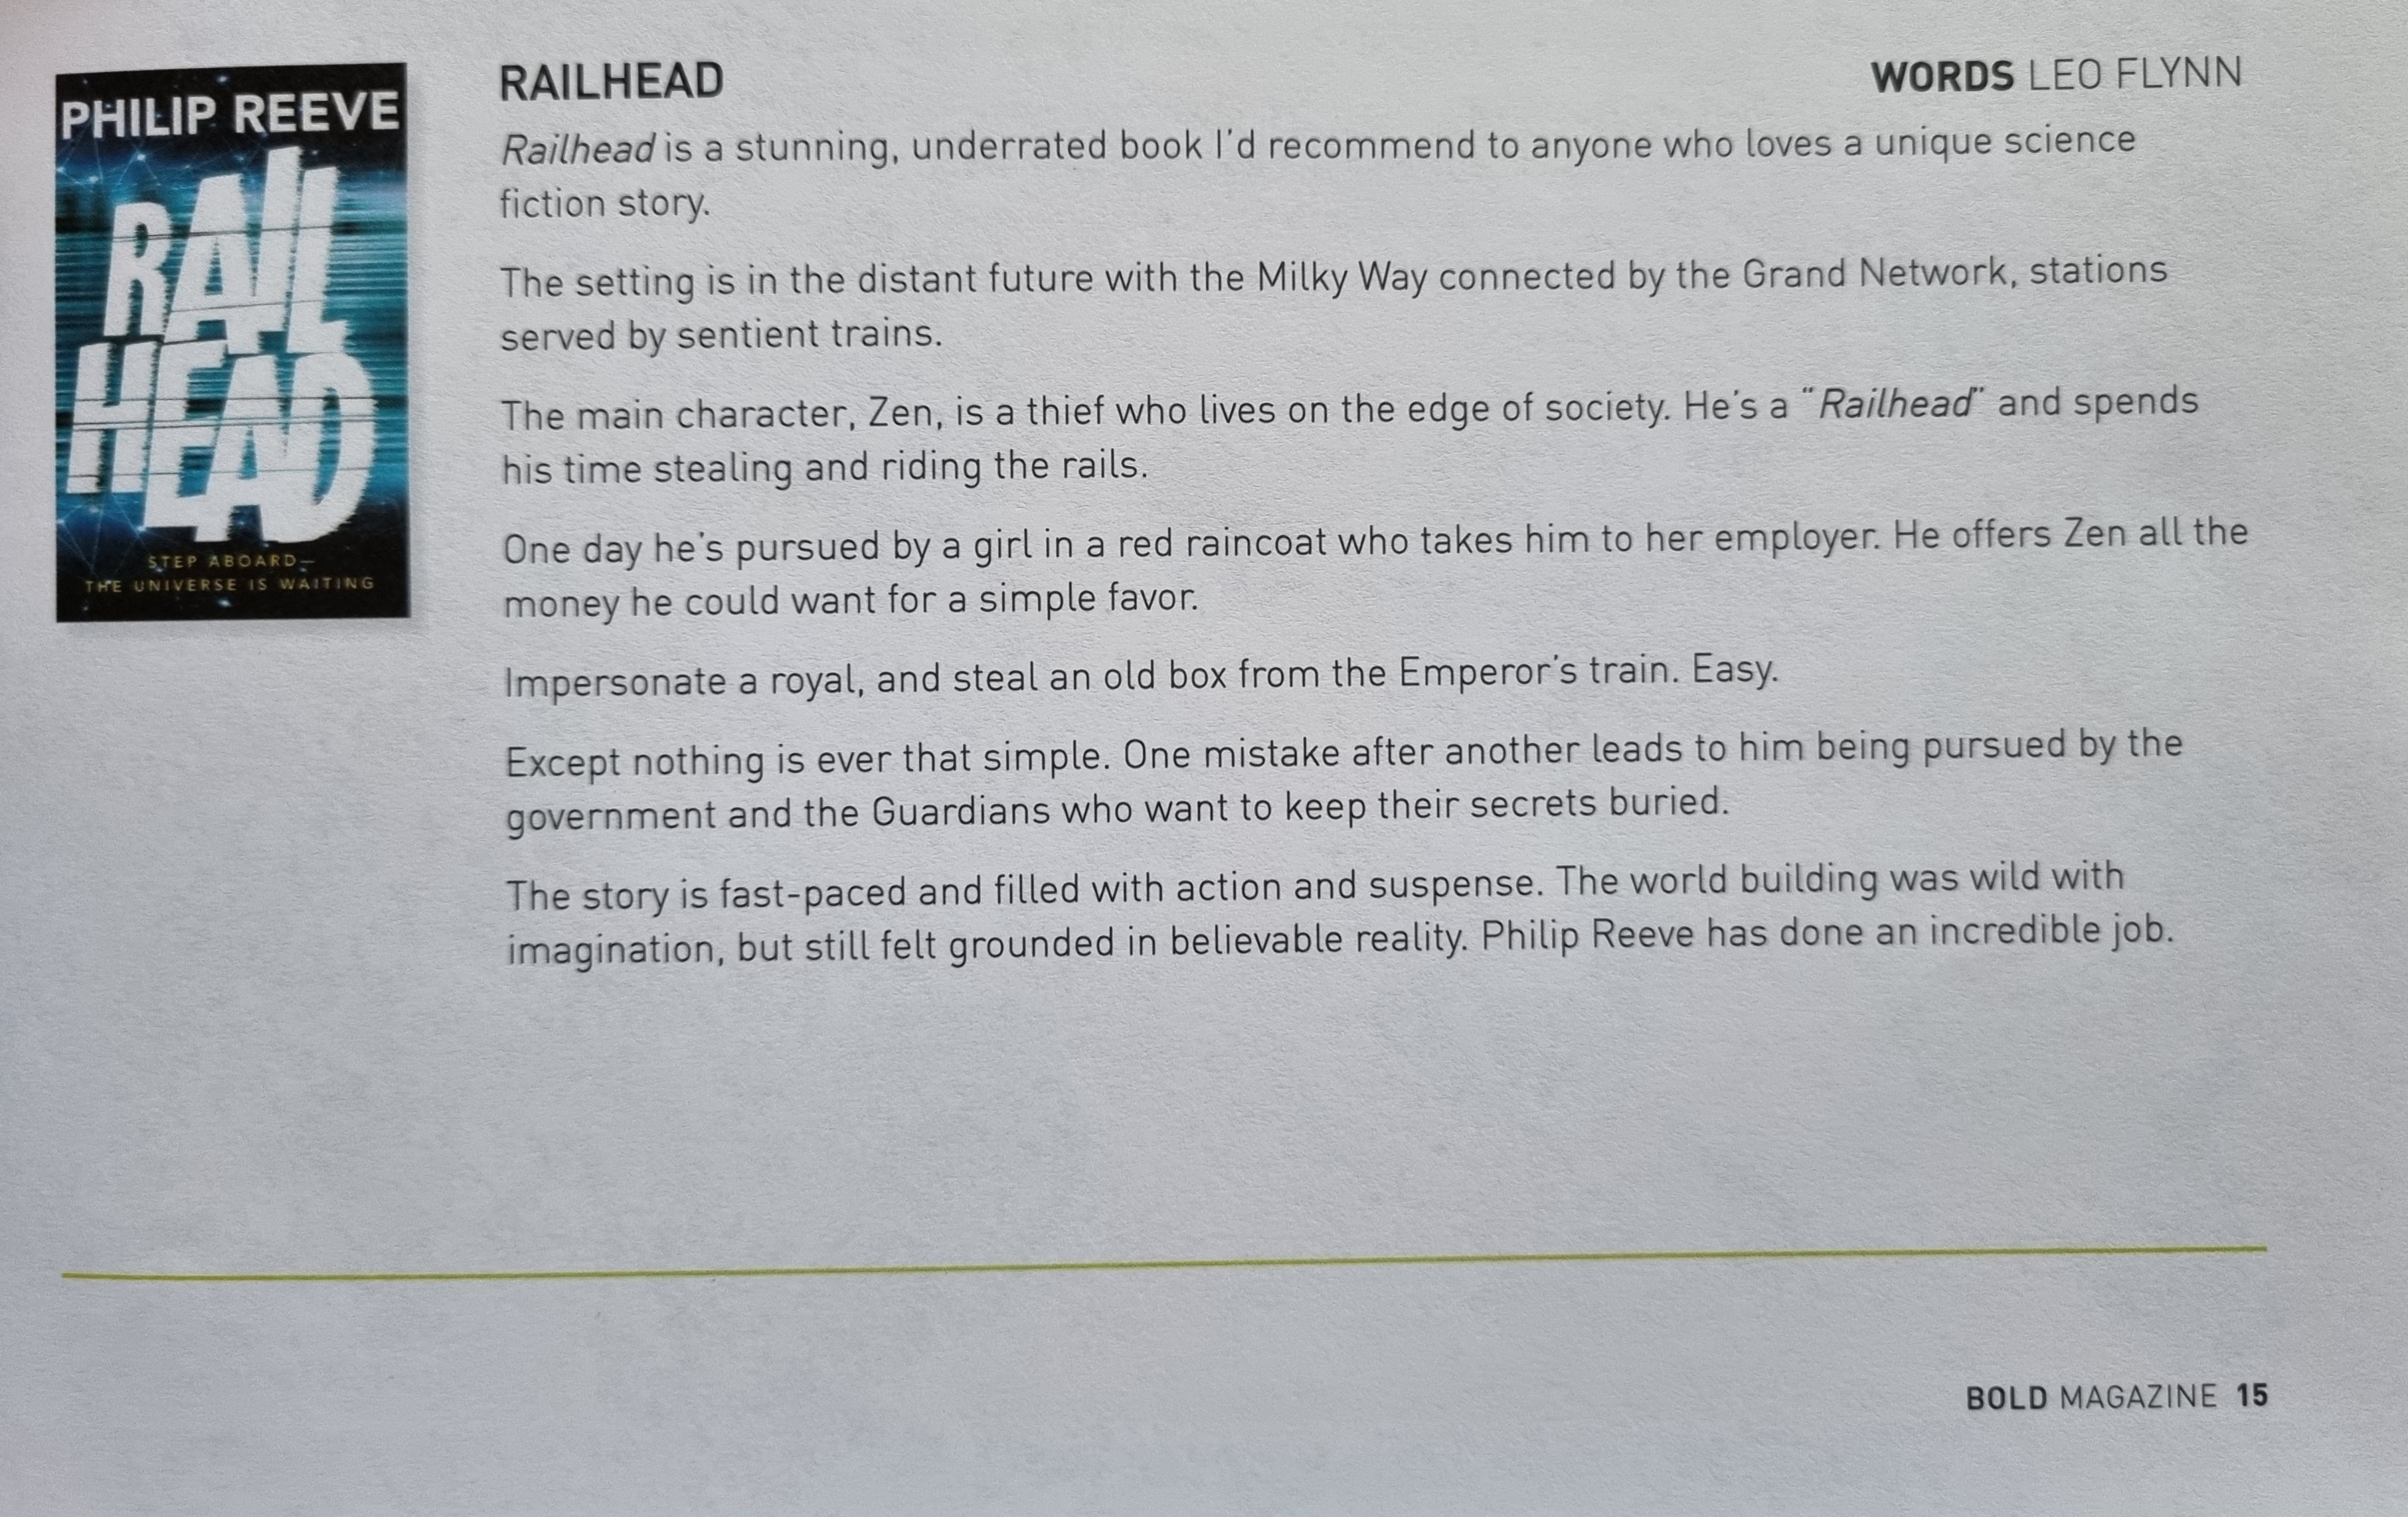 PHILIP REEVE
RAIL
HEAD
STEP ABOARD—
THE UNIVERSE IS WAITING
RAILHEAD
WORDS LEO FLYNN
Railhead is a stunning, underrated book I'd recommend to anyone who loves a unique science
fiction story.
The setting is in the distant future with the Milky Way connected by the Grand Network, stations
served by sentient trains.
The main character, Zen, is a thief who lives on the edge of society. He's a "Railhead" and spends
his time stealing and riding the rails.
One day he's pursued by a girl in a red raincoat who takes him to her employer. He offers Zen all the
money he could want for a simple favor.
Impersonate a royal, and steal an old box from the Emperor's train. Easy.
Except nothing is ever that simple. One mistake after another leads to him being pursued by the
government and the Guardians who want to keep their secrets buried.
The story is fast-paced and filled with action and suspense. The world building was wild with
imagination, but still felt grounded in believable reality. Philip Reeve has done an incredible job.
BOLD MAGAZINE 15